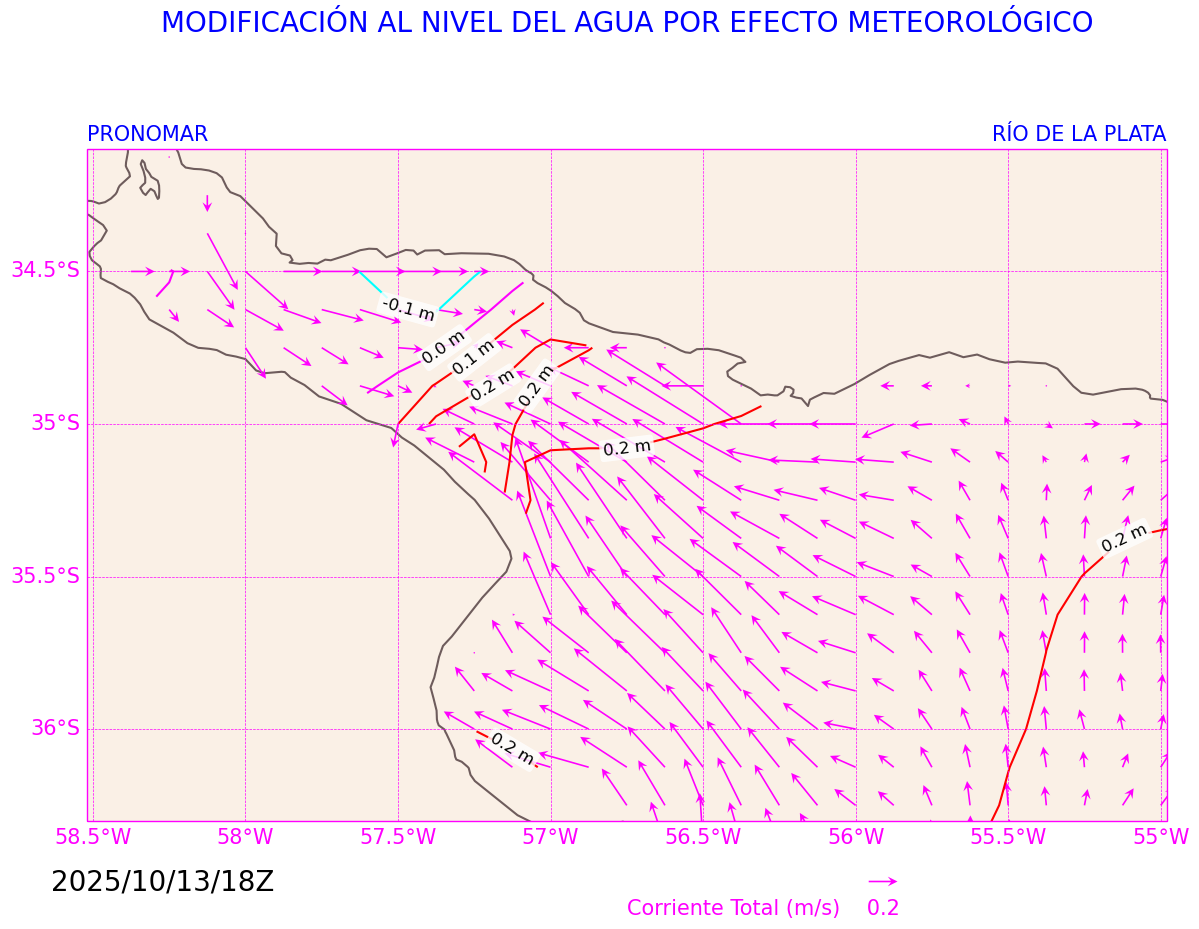 MODIFICACIÓN AL NIVEL DEL AGUA POR EFECTO METEOROLÓGICO
PRONOMAR
RÍO DE LA PLATA
34.5°S
-0.1 m
0.0 m
0.1 m
0.2 m
0.2 m
35°S
0.2 m
0.2 m
35.5°S
36°S
0.2 m
58.5°W 58°W 57.5°W 57°W 56.5°W 56°W 55.5°W 55°W
2025/10/13/18Z
Corriente Total (m/s) 0.2